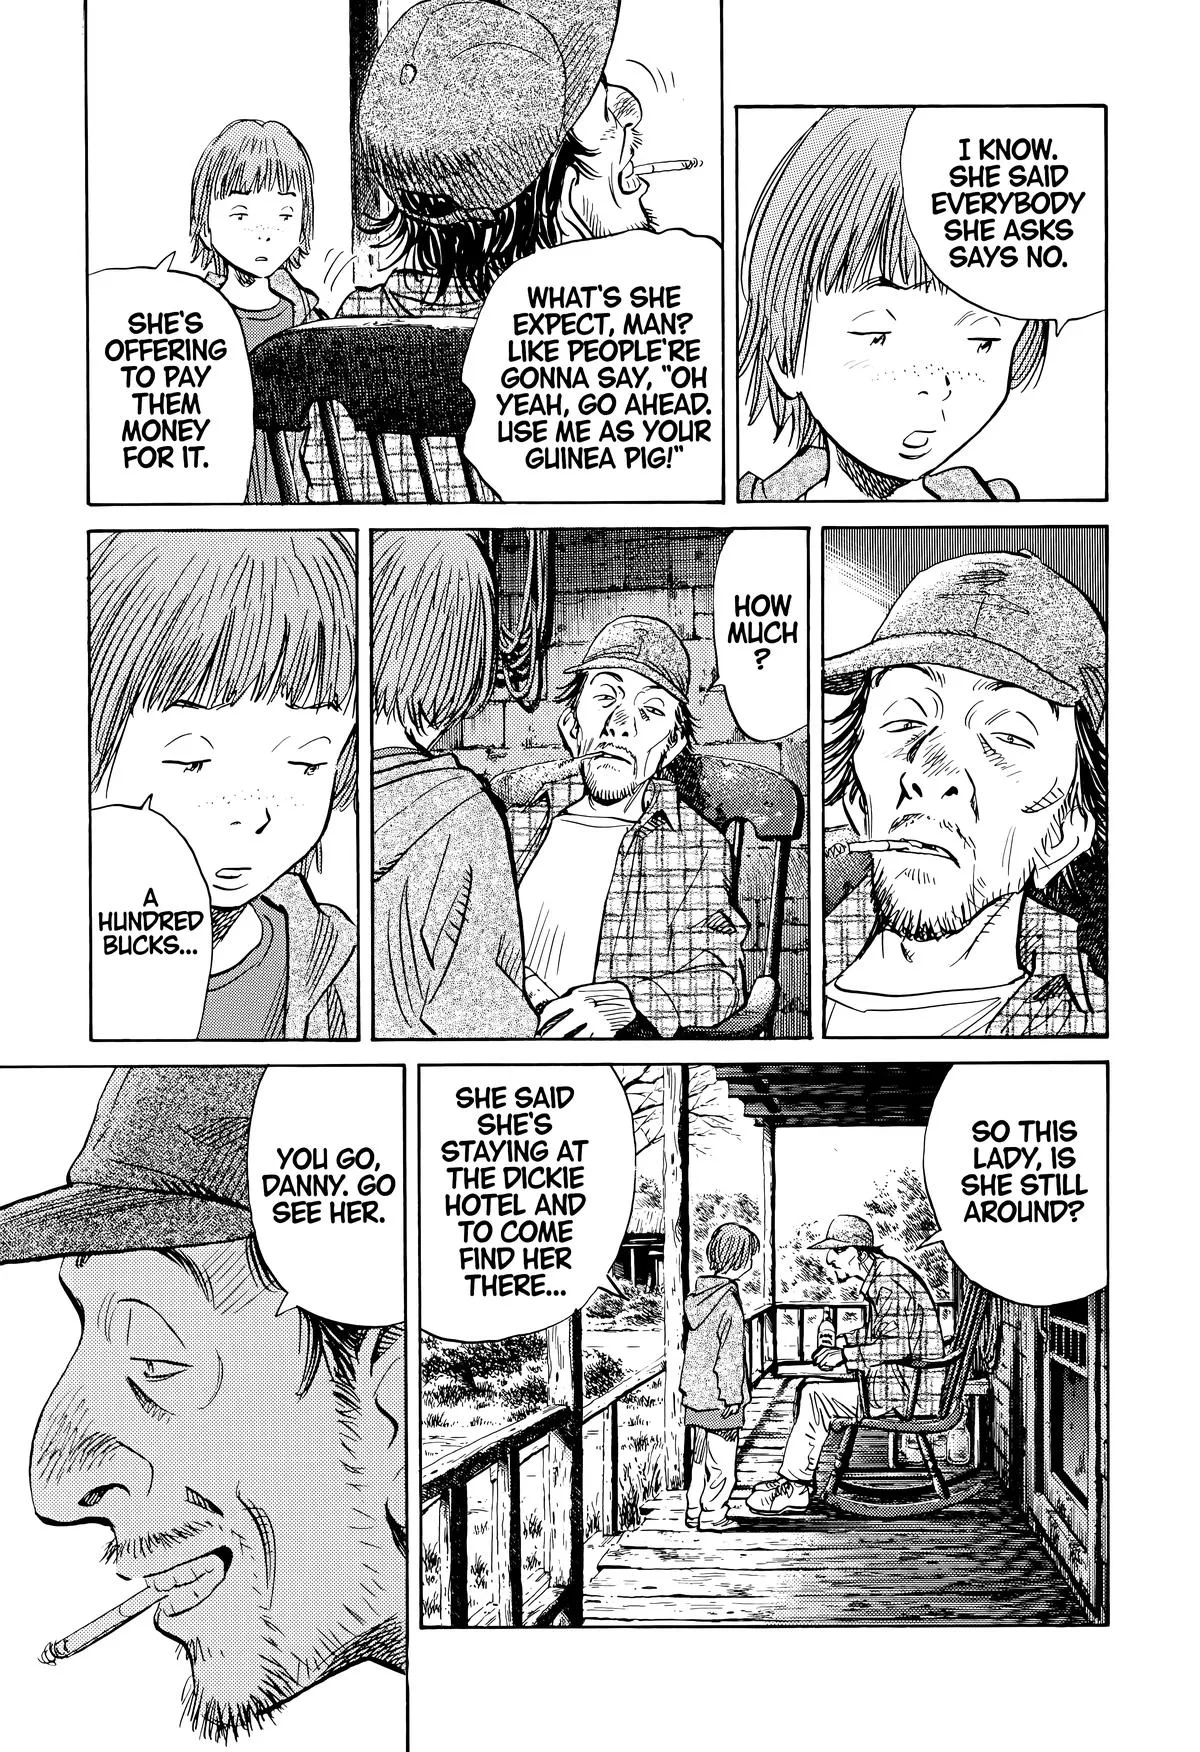 I KNOW.
SHE SAID
EVERYBODY
SHE ASKS
SAYS NO.
WHAT'S SHE
EXPECT, MAN?
LIKE PEOPLE'RE
GONNA SAY, "OH
YEAH, GO AHEAD.
USE ME AS YOUR
GUINEA PIG!"
SHE'S
OFFERING
TO PAY
THEM
MONEY
FOR IT.
HOW
MUCH
?
A
HUNDRED
BUCKS...
SO THIS
LADY, IS
SHE STILL
AROUND?
SHE SAID
SHE'S
STAYING AT
THE DICKIE
HOTEL AND
TO COME
FIND HER
THERE...
YOU GO,
DANNY. GO
SEE HER.